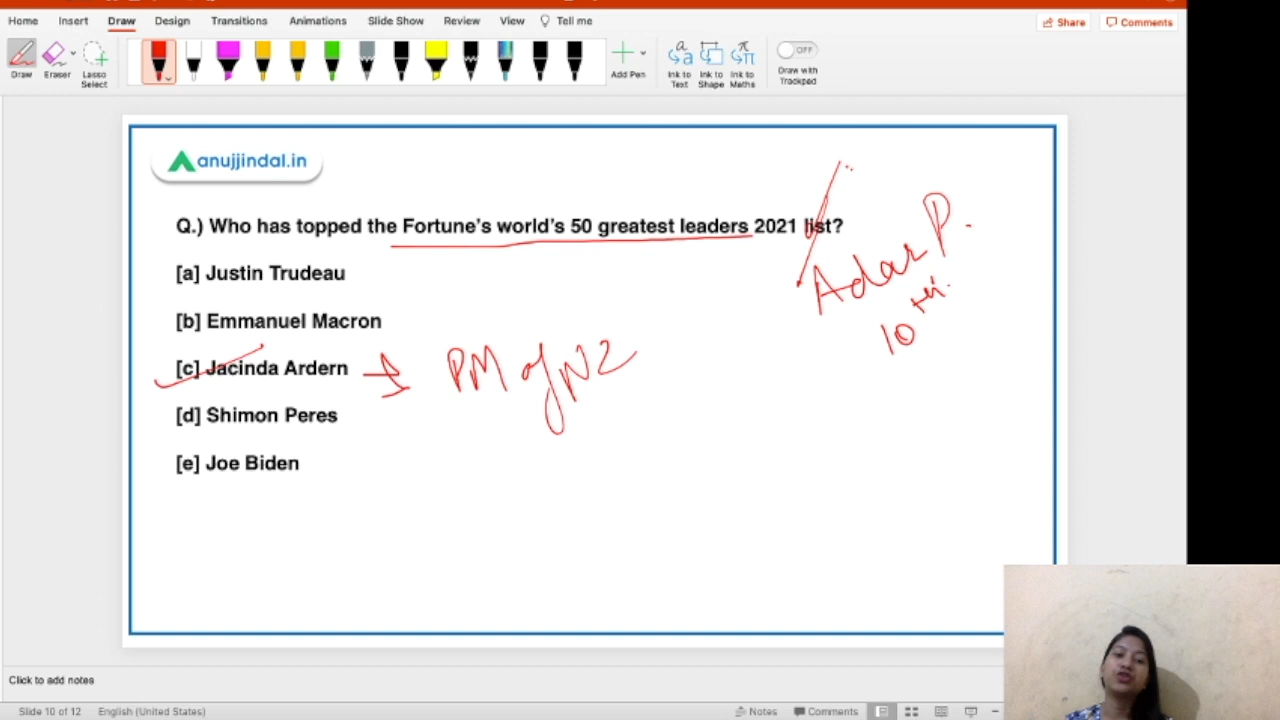 Home Insert Draw Design Transitions Animations Slide Show Review View Tell me Share Comments
Draw Eraser Lasso Select Add Pen Ink to Text Ink to Shape Ink to Maths OFF Draw with Trackpad
anujjindal.in
Q.) Who has topped the Fortune's world's 50 greatest leaders 2021 list?
Adar P.
[a] Justin Trudeau
10
[b] Emmanuel Macron
[c] Jacinda Ardern → PM of NZ
[d] Shimon Peres
[e] Joe Biden
Click to add notes
Slide 10 of 12 English (United States) Notes Comments